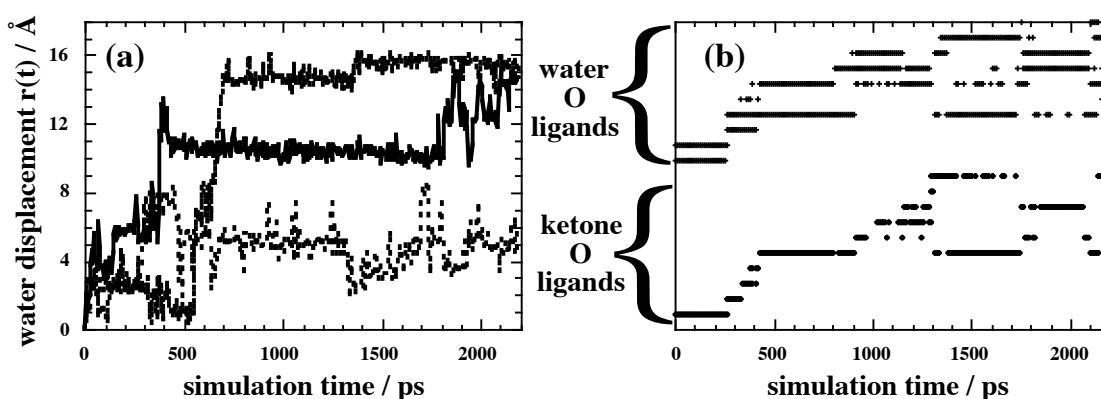 water displacement r(t) / Å
16
12
8
4
0
(a)
0 500 1000 1500 2000
simulation time / ps
water
O
ligands
ketone
O
ligands
(b)
0 500 1000 1500 2000
simulation time / ps